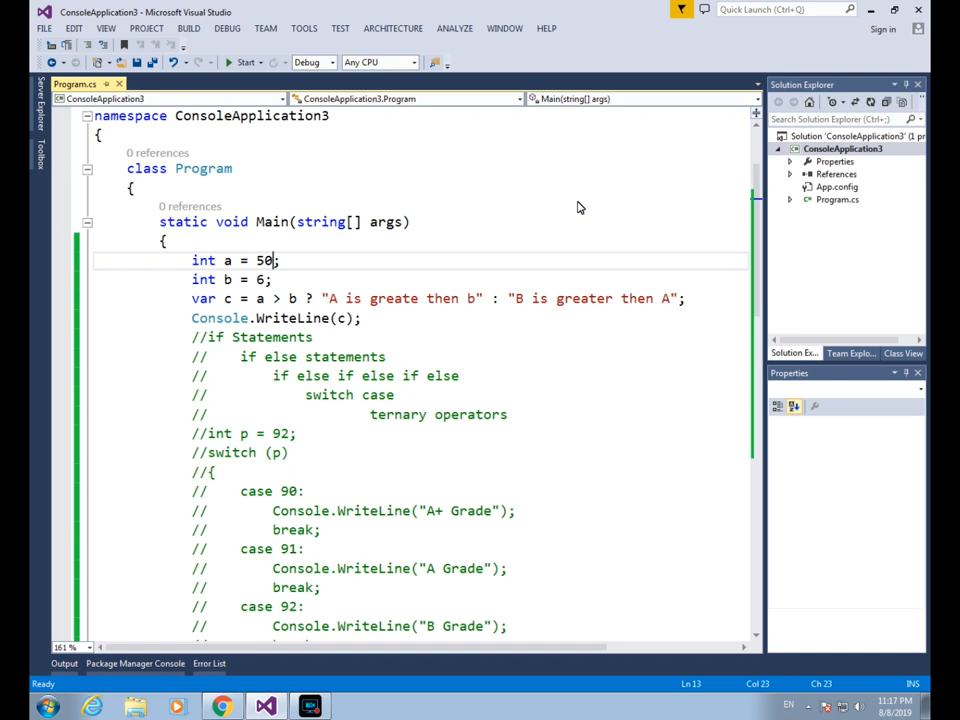 ConsoleApplication3 - Microsoft Visual Studio
Quick Launch (Ctrl+Q)
FILE EDIT VIEW PROJECT BUILD DEBUG TEAM TOOLS TEST ARCHITECTURE ANALYZE WINDOW HELP
Sign in
Start Debug Any CPU
Program.cs
ConsoleApplication3 ConsoleApplication3.Program Main(string[] args)
Server Explorer
Toolbox
namespace ConsoleApplication3
{
0 references
class Program
{
0 references
static void Main(string[] args)
{
int a = 50;
int b = 6;
var c = a > b ? "A is greate then b" : "B is greater then A";
Console.WriteLine(c);
//if Statements
// if else statements
// if else if else if else
// switch case
// ternary operators
//int p = 92;
//switch (p)
//{
// case 90:
// Console.WriteLine("A+ Grade");
// break;
// case 91:
// Console.WriteLine("A Grade");
// break;
// case 92:
// Console.WriteLine("B Grade");
161 %
Solution Explorer
Search Solution Explorer (Ctrl+;)
Solution 'ConsoleApplication3' (1 pr
ConsoleApplication3
Properties
References
App.config
Program.cs
Solution Ex... Team Explo... Class View
Properties
Output Package Manager Console Error List
Ready Ln 13 Col 23 Ch 23 INS
EN 11:17 PM
8/8/2019